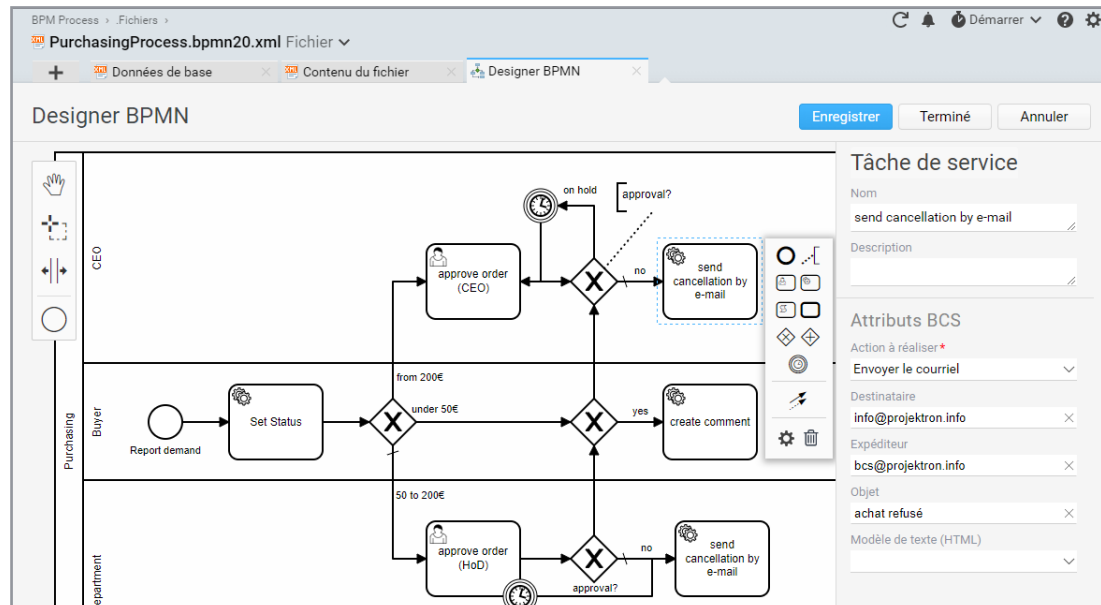 BPM Process › .Fichiers ›
Démarrer
PurchasingProcess.bpmn20.xml Fichier
Données de base
Contenu du fichier
Designer BPMN
Designer BPMN
Enregistrer
Terminé
Annuler
Purchasing
CEO
on hold
approval?
approve order
(CEO)
X
no
send
cancellation by
e-mail
Buyer
from 200€
Report demand
Set Status
X
under 50€
X
yes
create comment
epartment
50 to 200€
approve order
(HoD)
X
approval?
no
send
cancellation by
e-mail
Tâche de service
Nom
send cancellation by e-mail
Description
Attributs BCS
Action à réaliser*
Envoyer le courriel
Destinataire
info@projektron.info
Expéditeur
bcs@projektron.info
Objet
achat refusé
Modèle de texte (HTML)